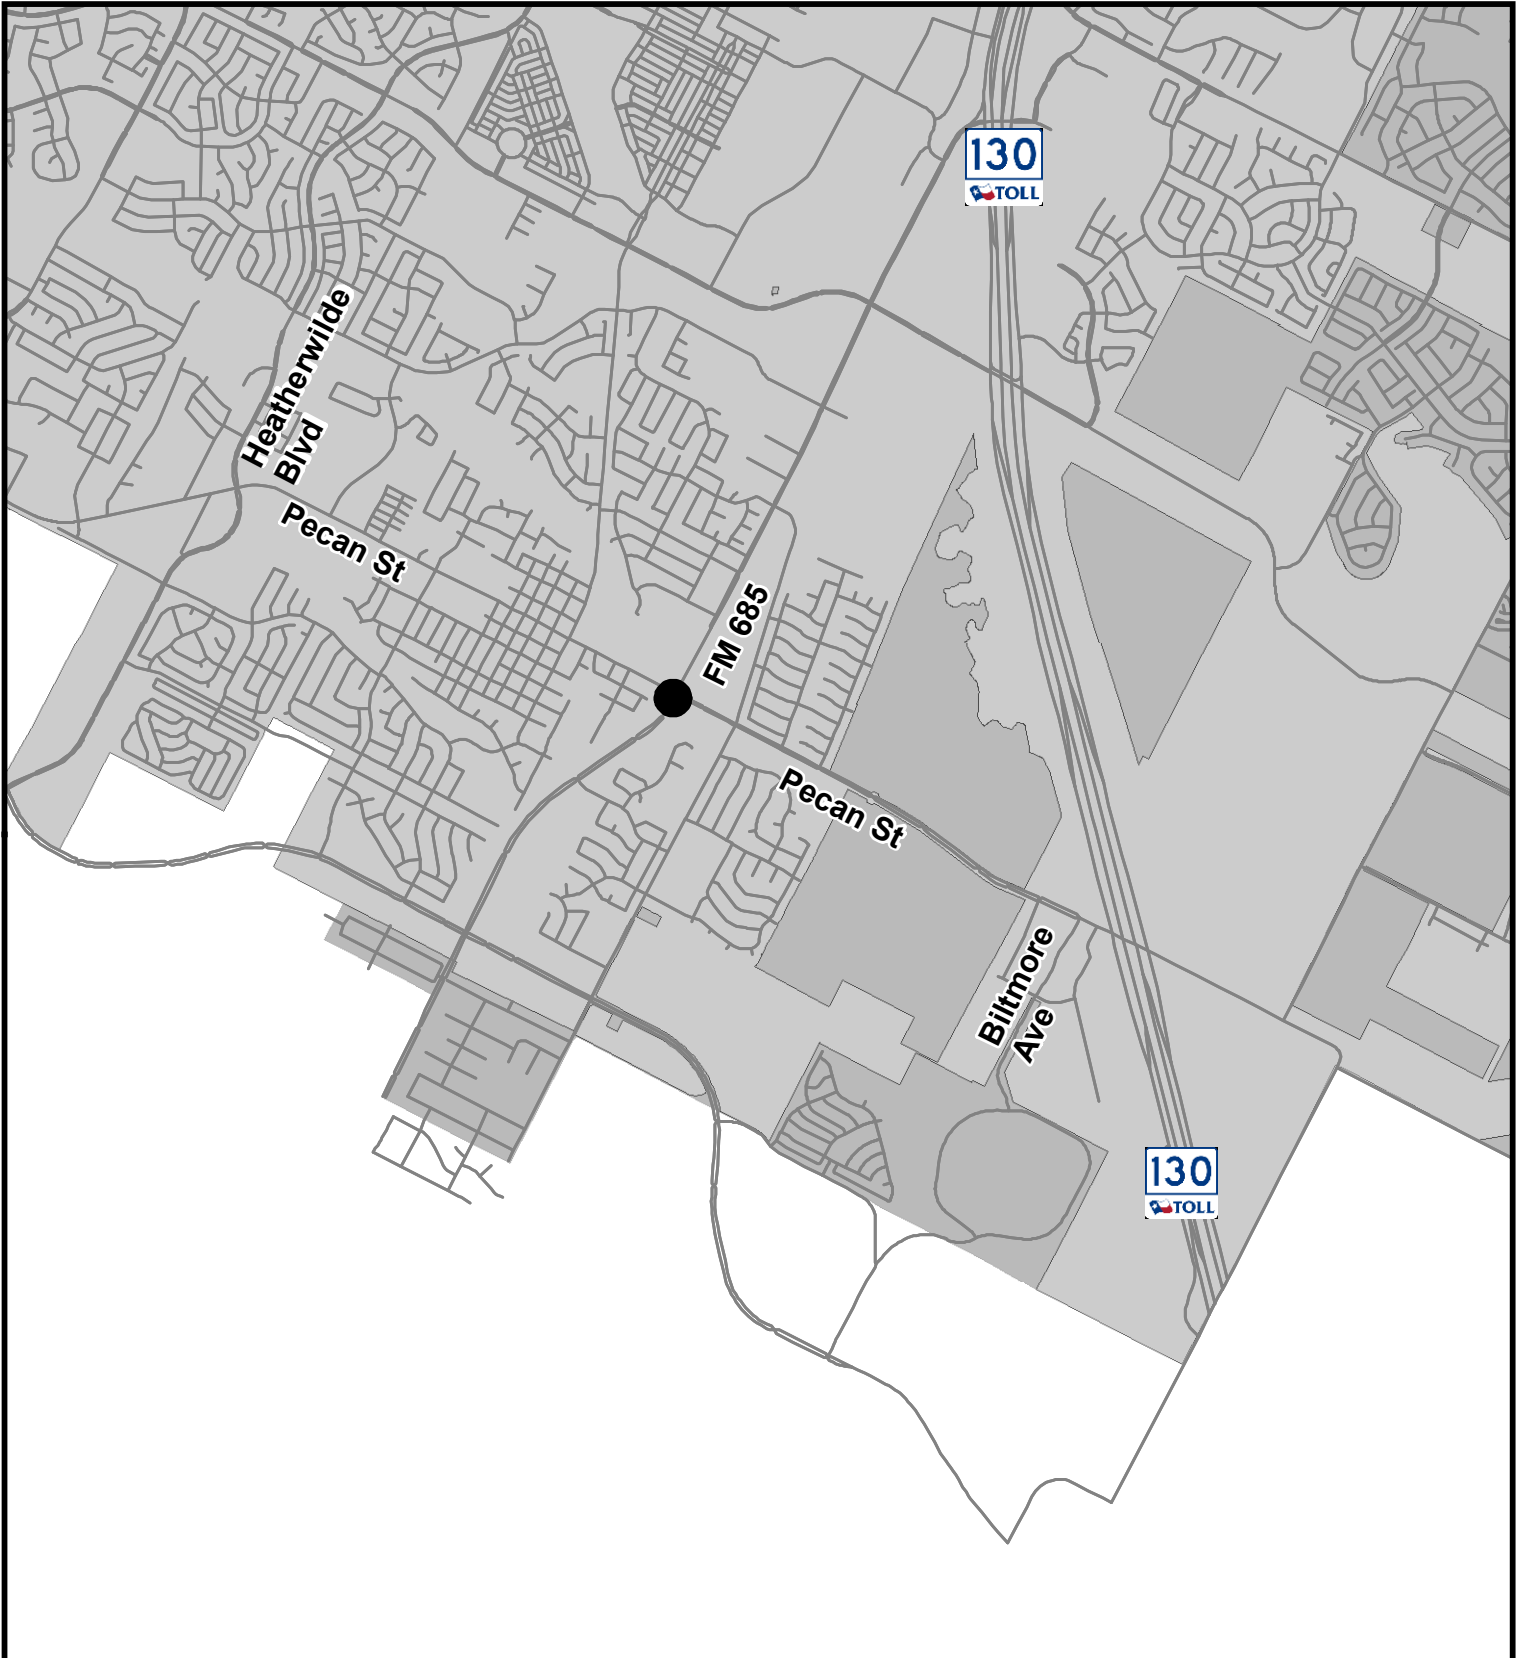 130
TOLL
Heatherwilde
Blvd
Pecan St
FM 685
Pecan St
Biltmore
Ave
130
TOLL